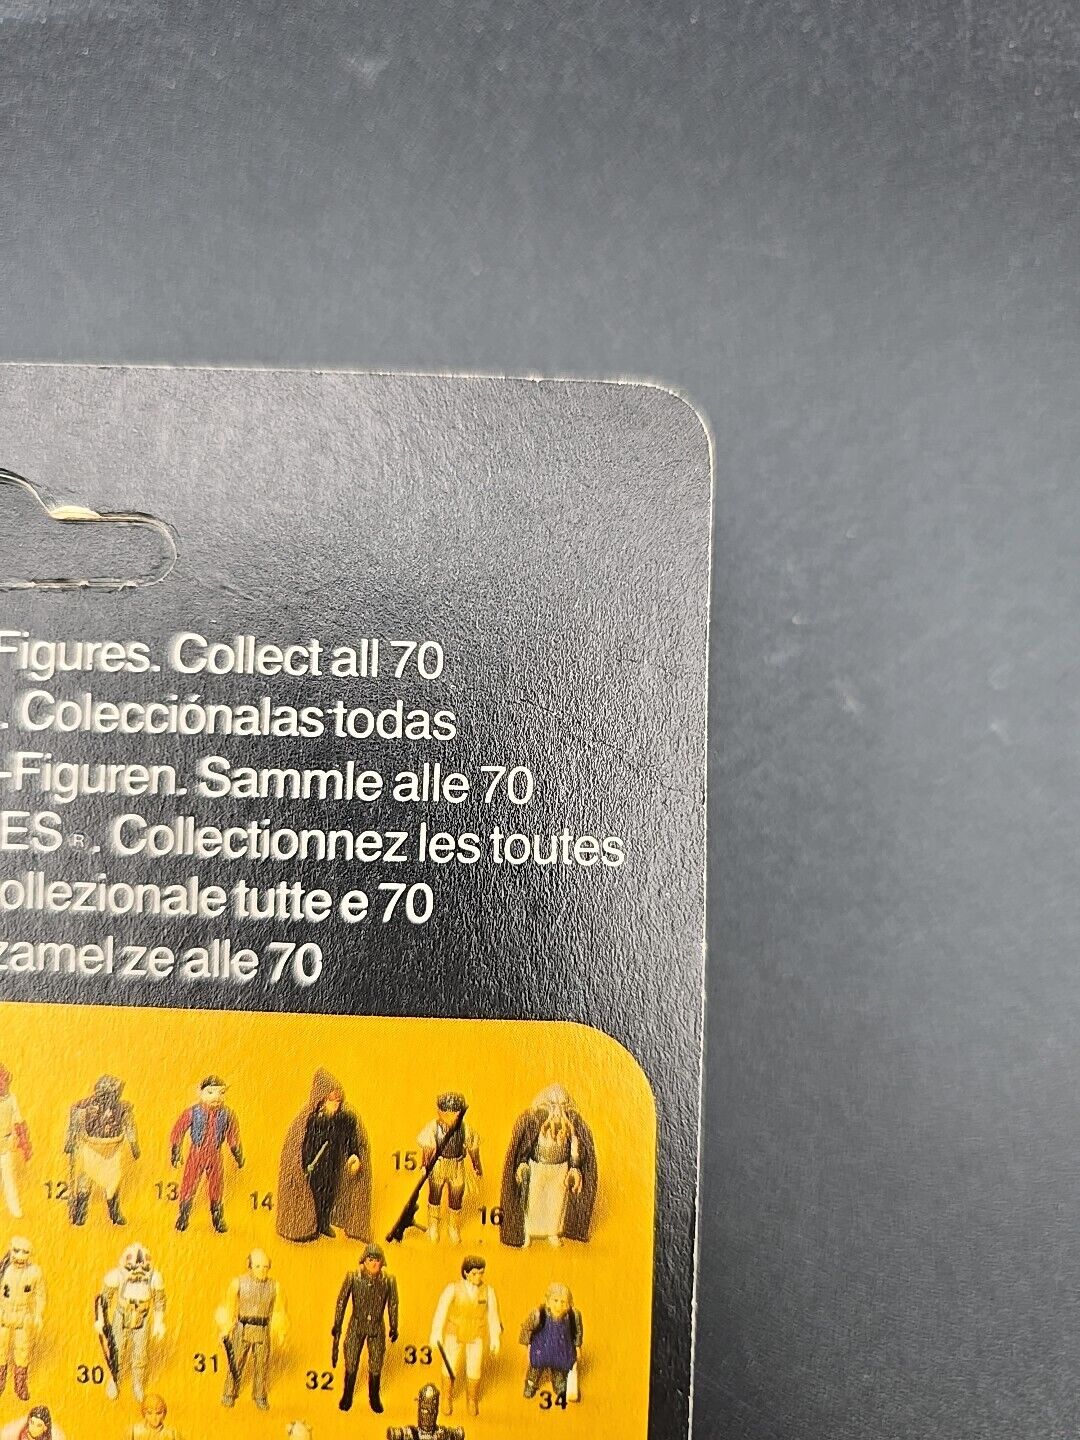 Figures. Collect all 70
. Colecciónalas todas
-Figuren. Sammle alle 70
ES®. Collectionnez les toutes
ollezionale tutte e 70
zamel ze alle 70
12 13 14 15 16
30 31 32 33 34